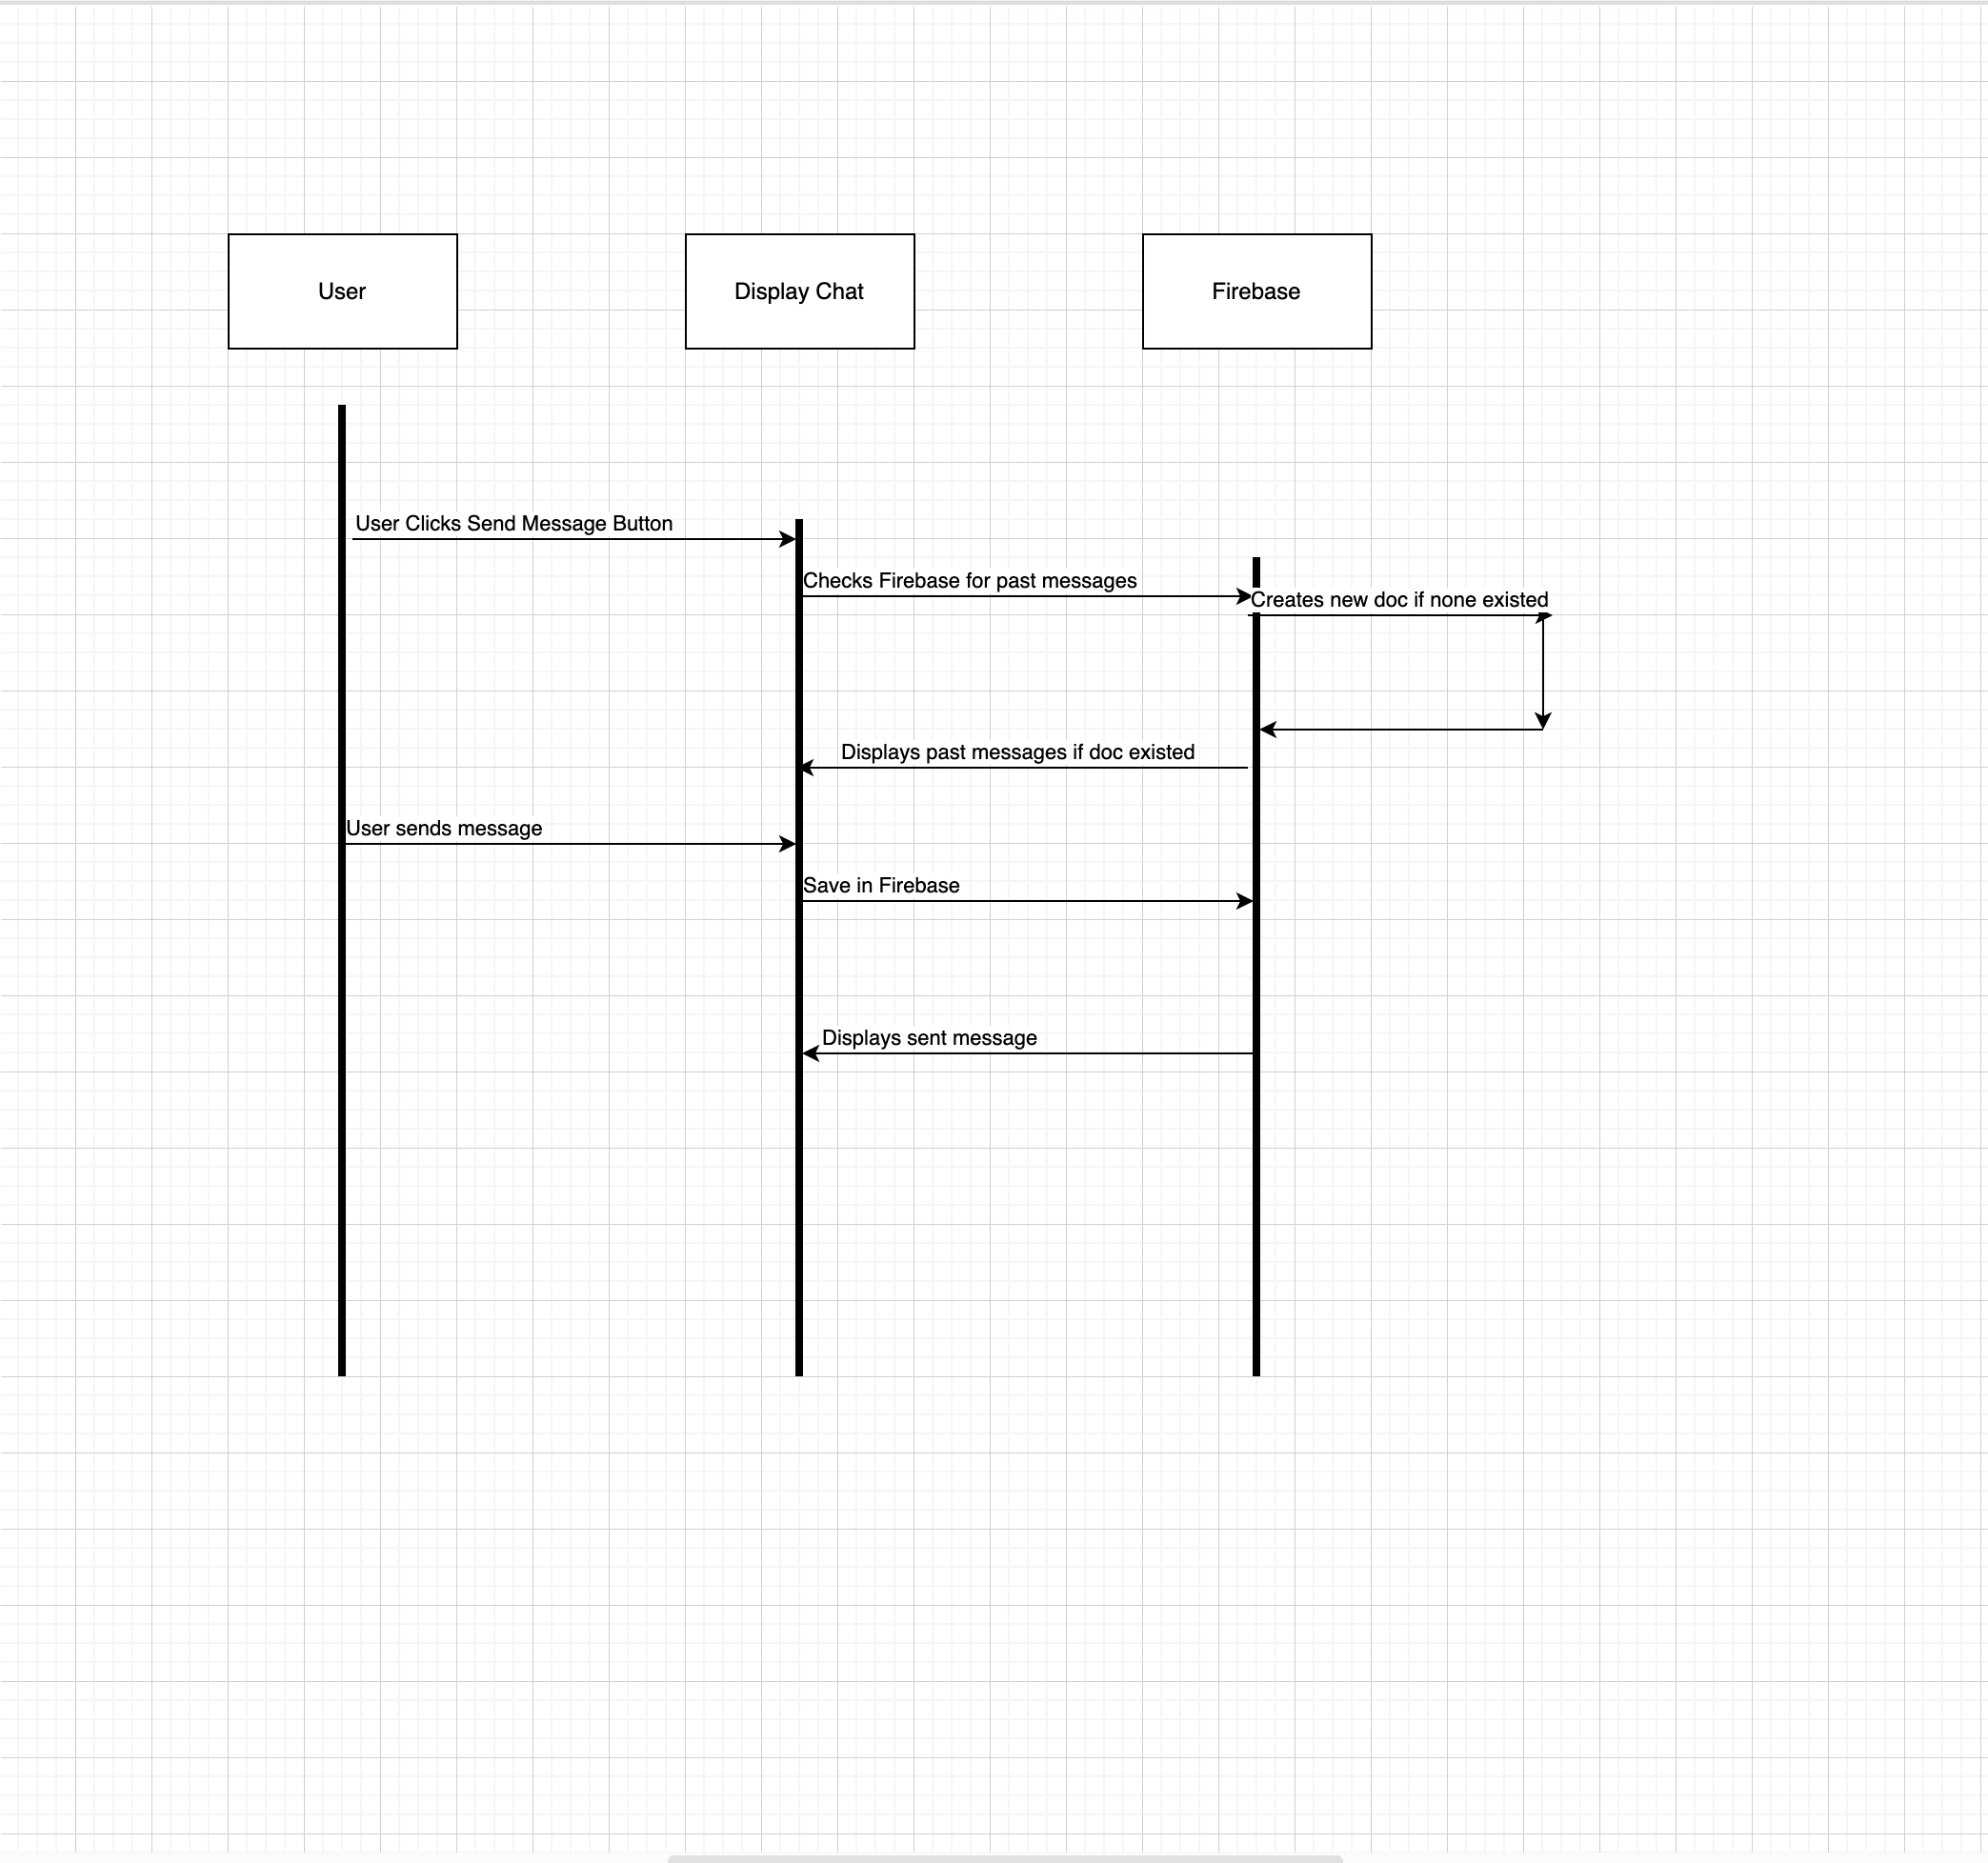 User
Display Chat
Firebase
User Clicks Send Message Button
Checks Firebase for past messages
Creates new doc if none existed
Displays past messages if doc existed
User sends message
Save in Firebase
Displays sent message